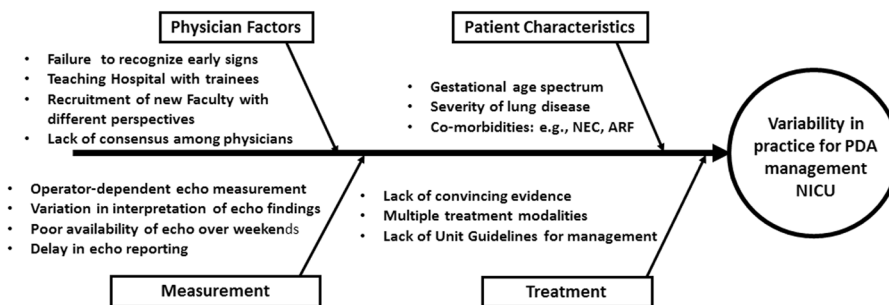 Physician Factors
Patient Characteristics
• Failure to recognize early signs
• Teaching Hospital with trainees
• Recruitment of new Faculty with
different perspectives
• Lack of consensus among physicians
• Gestational age spectrum
• Severity of lung disease
• Co-morbidities: e.g., NEC, ARF
Variability in
practice for PDA
management
NICU
• Operator-dependent echo measurement
• Variation in interpretation of echo findings
• Poor availability of echo over weekends
• Delay in echo reporting
• Lack of convincing evidence
• Multiple treatment modalities
• Lack of Unit Guidelines for management
Measurement
Treatment